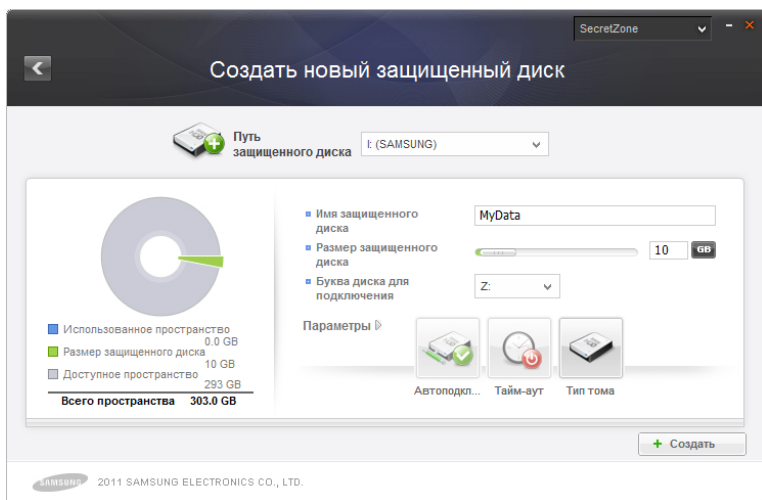 SecretZone
Создать новый защищенный диск
Путь
защищенного диска
I: (SAMSUNG)
Имя защищенного
диска
MyData
Размер защищенного
диска
10
GB
Буква диска для
подключения
Z:
Параметры
Автоподкл...
Тайм-аут
Тип тома
Использованное пространство
0.0 GB
Размер защищенного диска
10 GB
Доступное пространство
293 GB
Всего пространства 303.0 GB
+ Создать
SAMSUNG 2011 SAMSUNG ELECTRONICS CO., LTD.